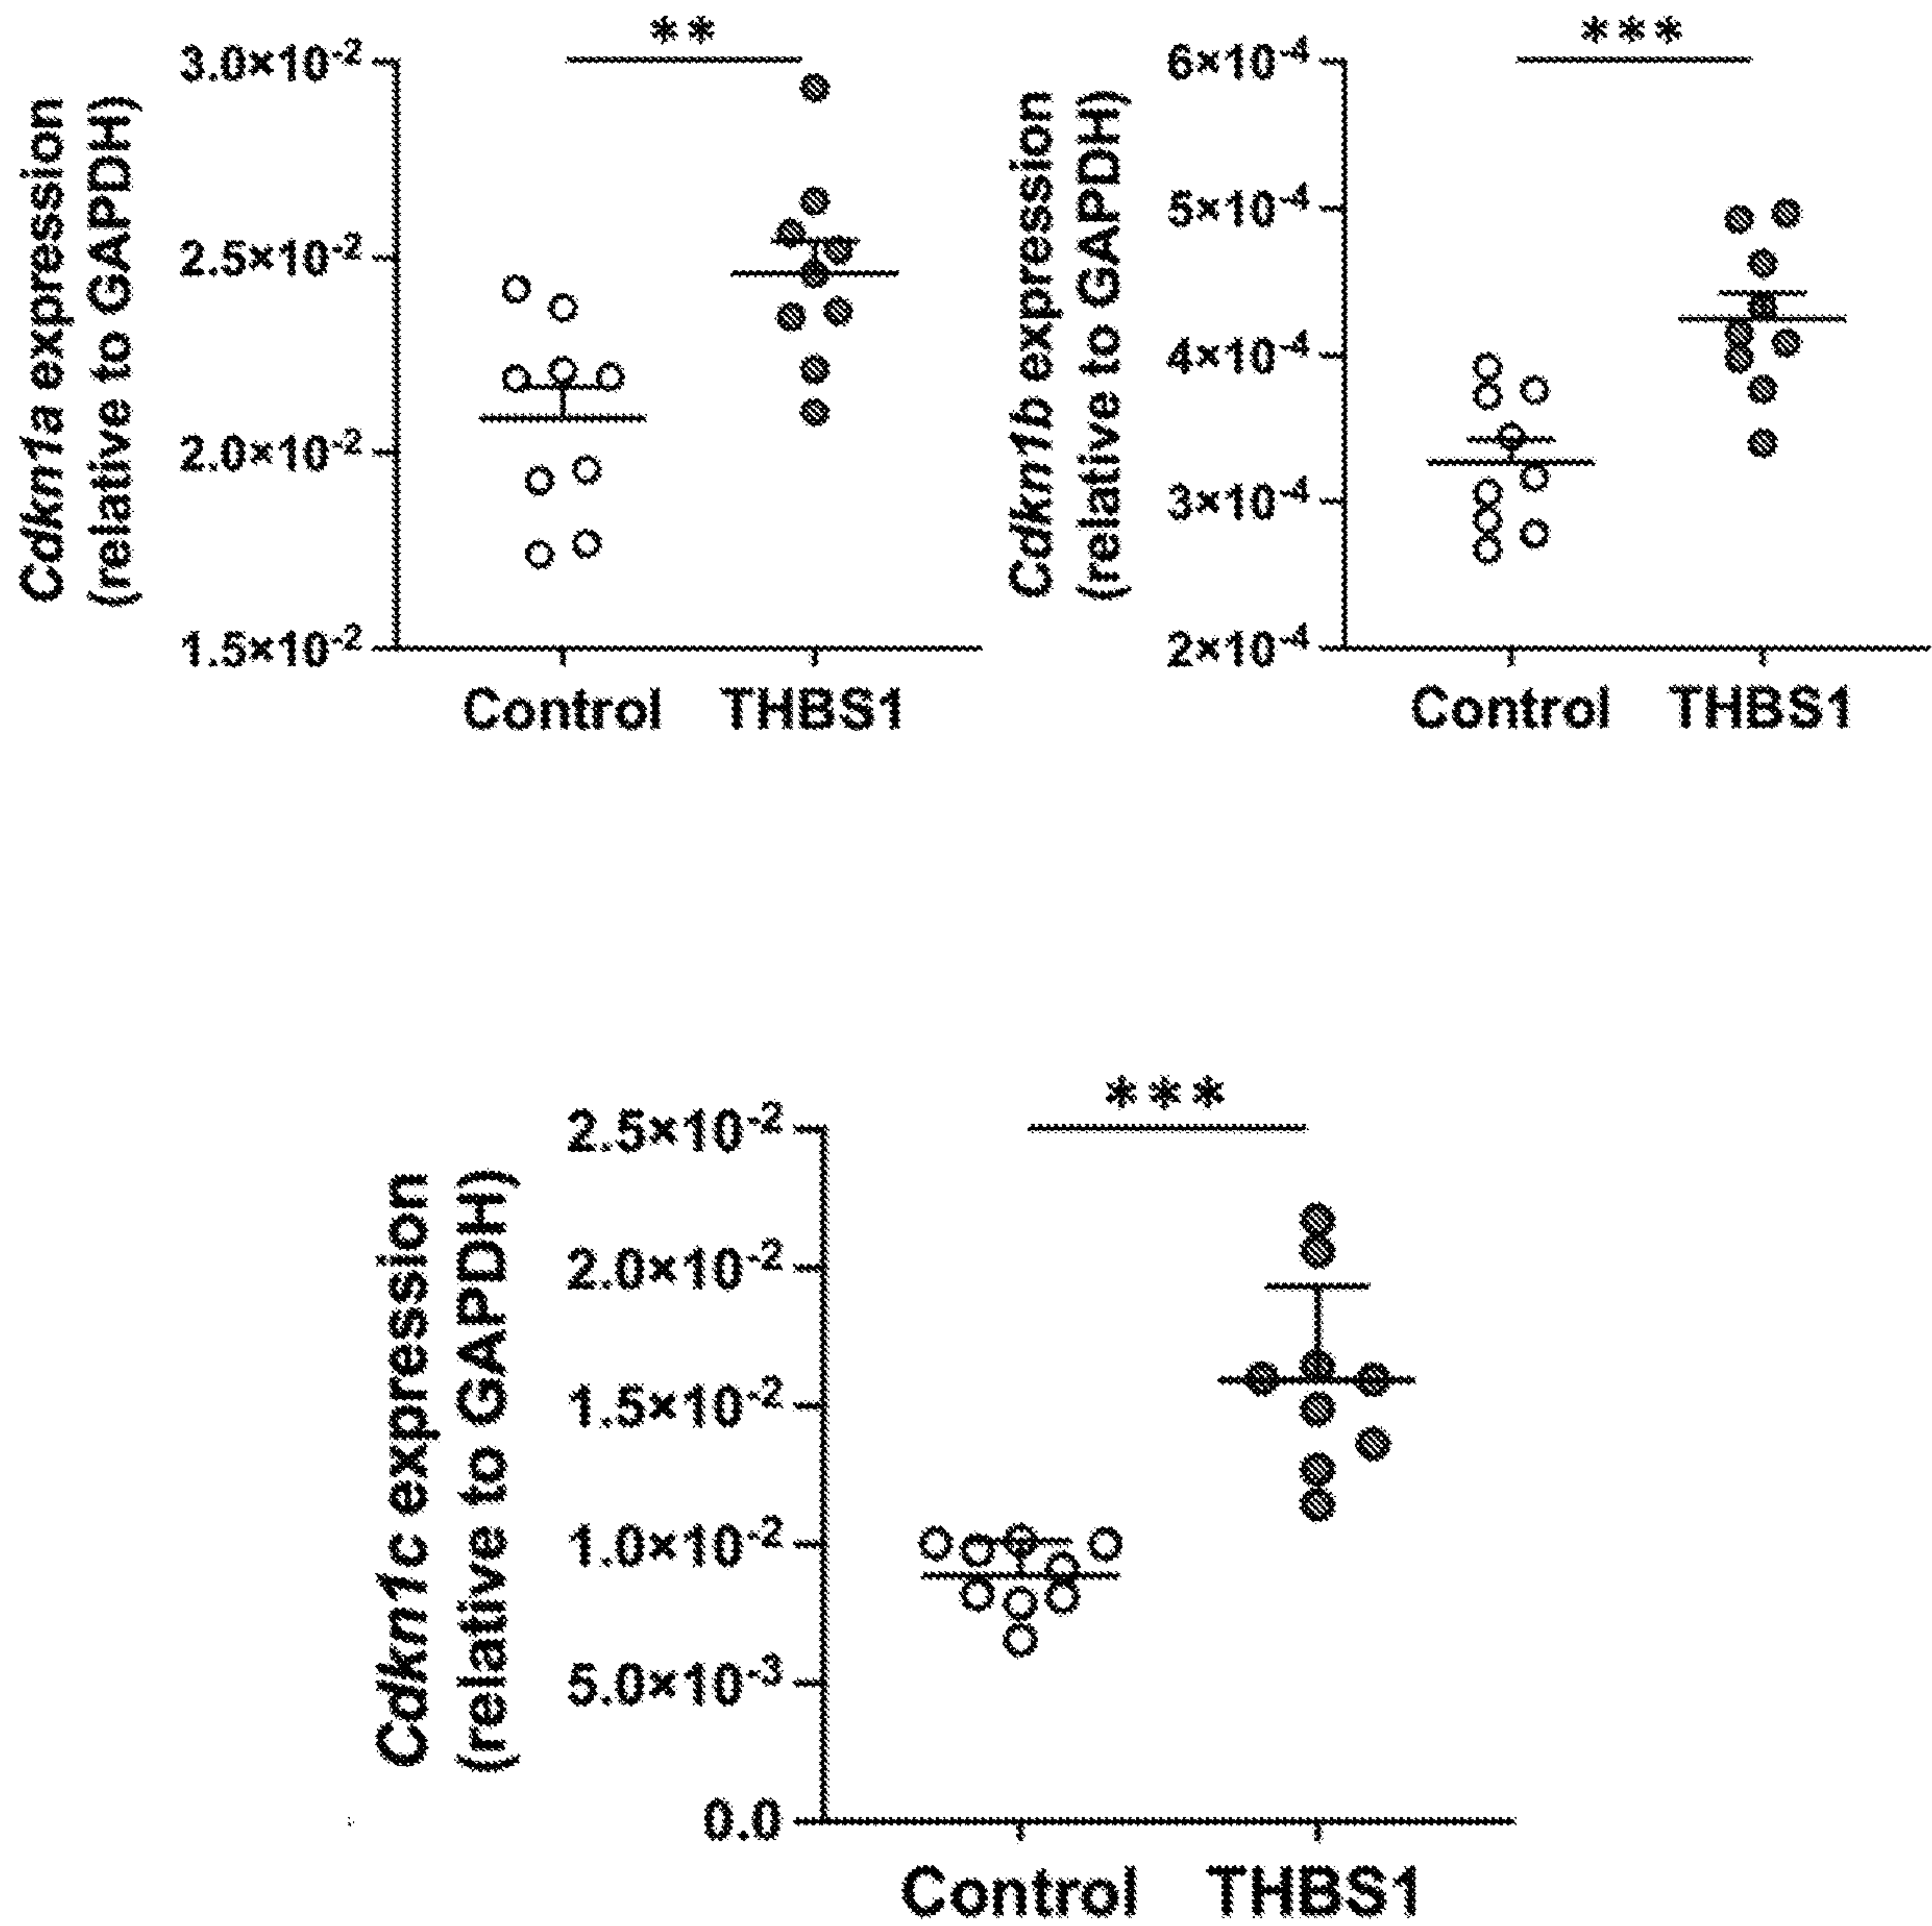 **
3.0×10⁻²
2.5×10⁻²
2.0×10⁻²
1.5×10⁻²
Cdkn1a expression
(relative to GAPDH)
Control THBS1
***
6×10⁻⁴
5×10⁻⁴
4×10⁻⁴
3×10⁻⁴
2×10⁻⁴
Cdkn1b expression
(relative to GAPDH)
Control THBS1
***
2.5×10⁻²
2.0×10⁻²
1.5×10⁻²
1.0×10⁻²
5.0×10⁻³
0.0
Cdkn1c expression
(relative to GAPDH)
Control THBS1